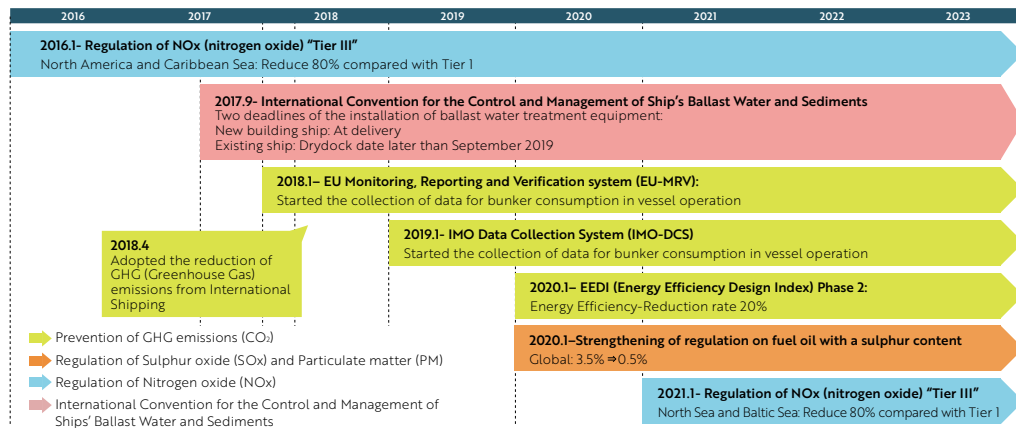 2016 2017 2018 2019 2020 2021 2022 2023
2016.1- Regulation of NOx (nitrogen oxide) “Tier III”
North America and Caribbean Sea: Reduce 80% compared with Tier 1
2017.9- International Convention for the Control and Management of Ship’s Ballast Water and Sediments
Two deadlines of the installation of ballast water treatment equipment:
New building ship: At delivery
Existing ship: Drydock date later than September 2019
2018.1– EU Monitoring, Reporting and Verification system (EU-MRV):
Started the collection of data for bunker consumption in vessel operation
2019.1- IMO Data Collection System (IMO-DCS)
Started the collection of data for bunker consumption in vessel operation
2018.4
Adopted the reduction of
GHG (Greenhouse Gas)
emissions from International
Shipping
2020.1– EEDI (Energy Efficiency Design Index) Phase 2:
Energy Efficiency-Reduction rate 20%
2020.1–Strengthening of regulation on fuel oil with a sulphur content
Global: 3.5% ⇒0.5%
2021.1- Regulation of NOx (nitrogen oxide) “Tier III”
North Sea and Baltic Sea: Reduce 80% compared with Tier 1
Prevention of GHG emissions (CO₂)
Regulation of Sulphur oxide (SOx) and Particulate matter (PM)
Regulation of Nitrogen oxide (NOx)
International Convention for the Control and Management of
Ships’ Ballast Water and Sediments